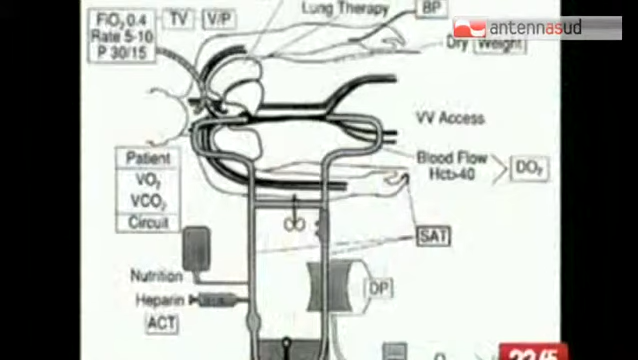 Lung Therapy
BP
antennasud
FiO₂ 0.4
Rate 5-10
P 30/15
TV
V/P
Dry Weight
VV Access
Patient
VO₂
VCO₂
Circuit
Blood Flow
Hct>40
DO₂
SAT
Nutrition
Heparin
ACT
DP